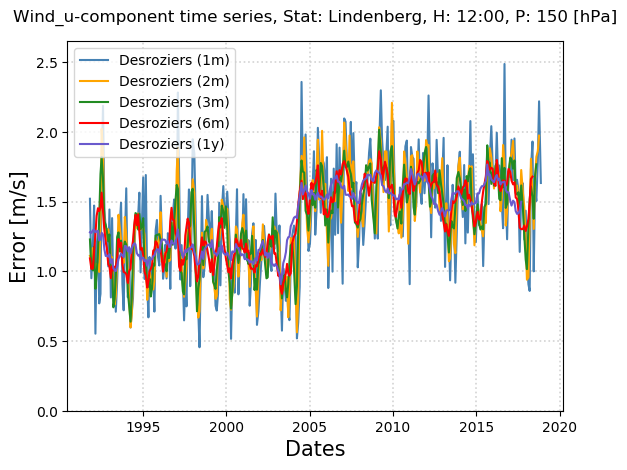 Wind_u-component time series, Stat: Lindenberg, H: 12:00, P: 150 [hPa]
Desroziers (1m)
Desroziers (2m)
Desroziers (3m)
Desroziers (6m)
Desroziers (1y)
Error [m/s]
2.5
2.0
1.5
1.0
0.5
0.0
1995 2000 2005 2010 2015 2020
Dates